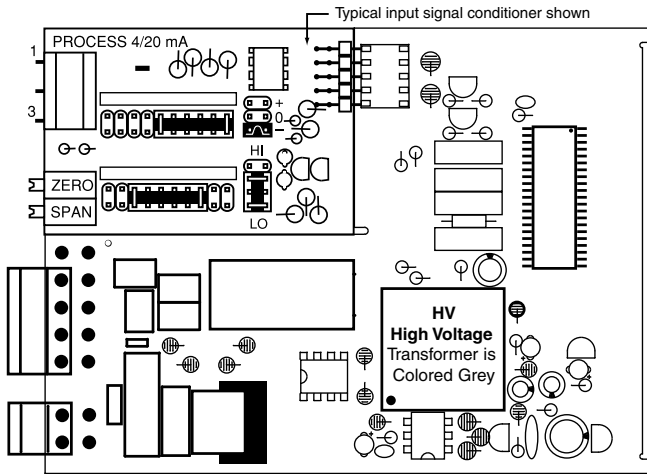 Typical input signal conditioner shown
PROCESS 4/20 mA
1
3
+
0
–
HI
LO
ZERO
SPAN
HV
High Voltage
Transformer is
Colored Grey